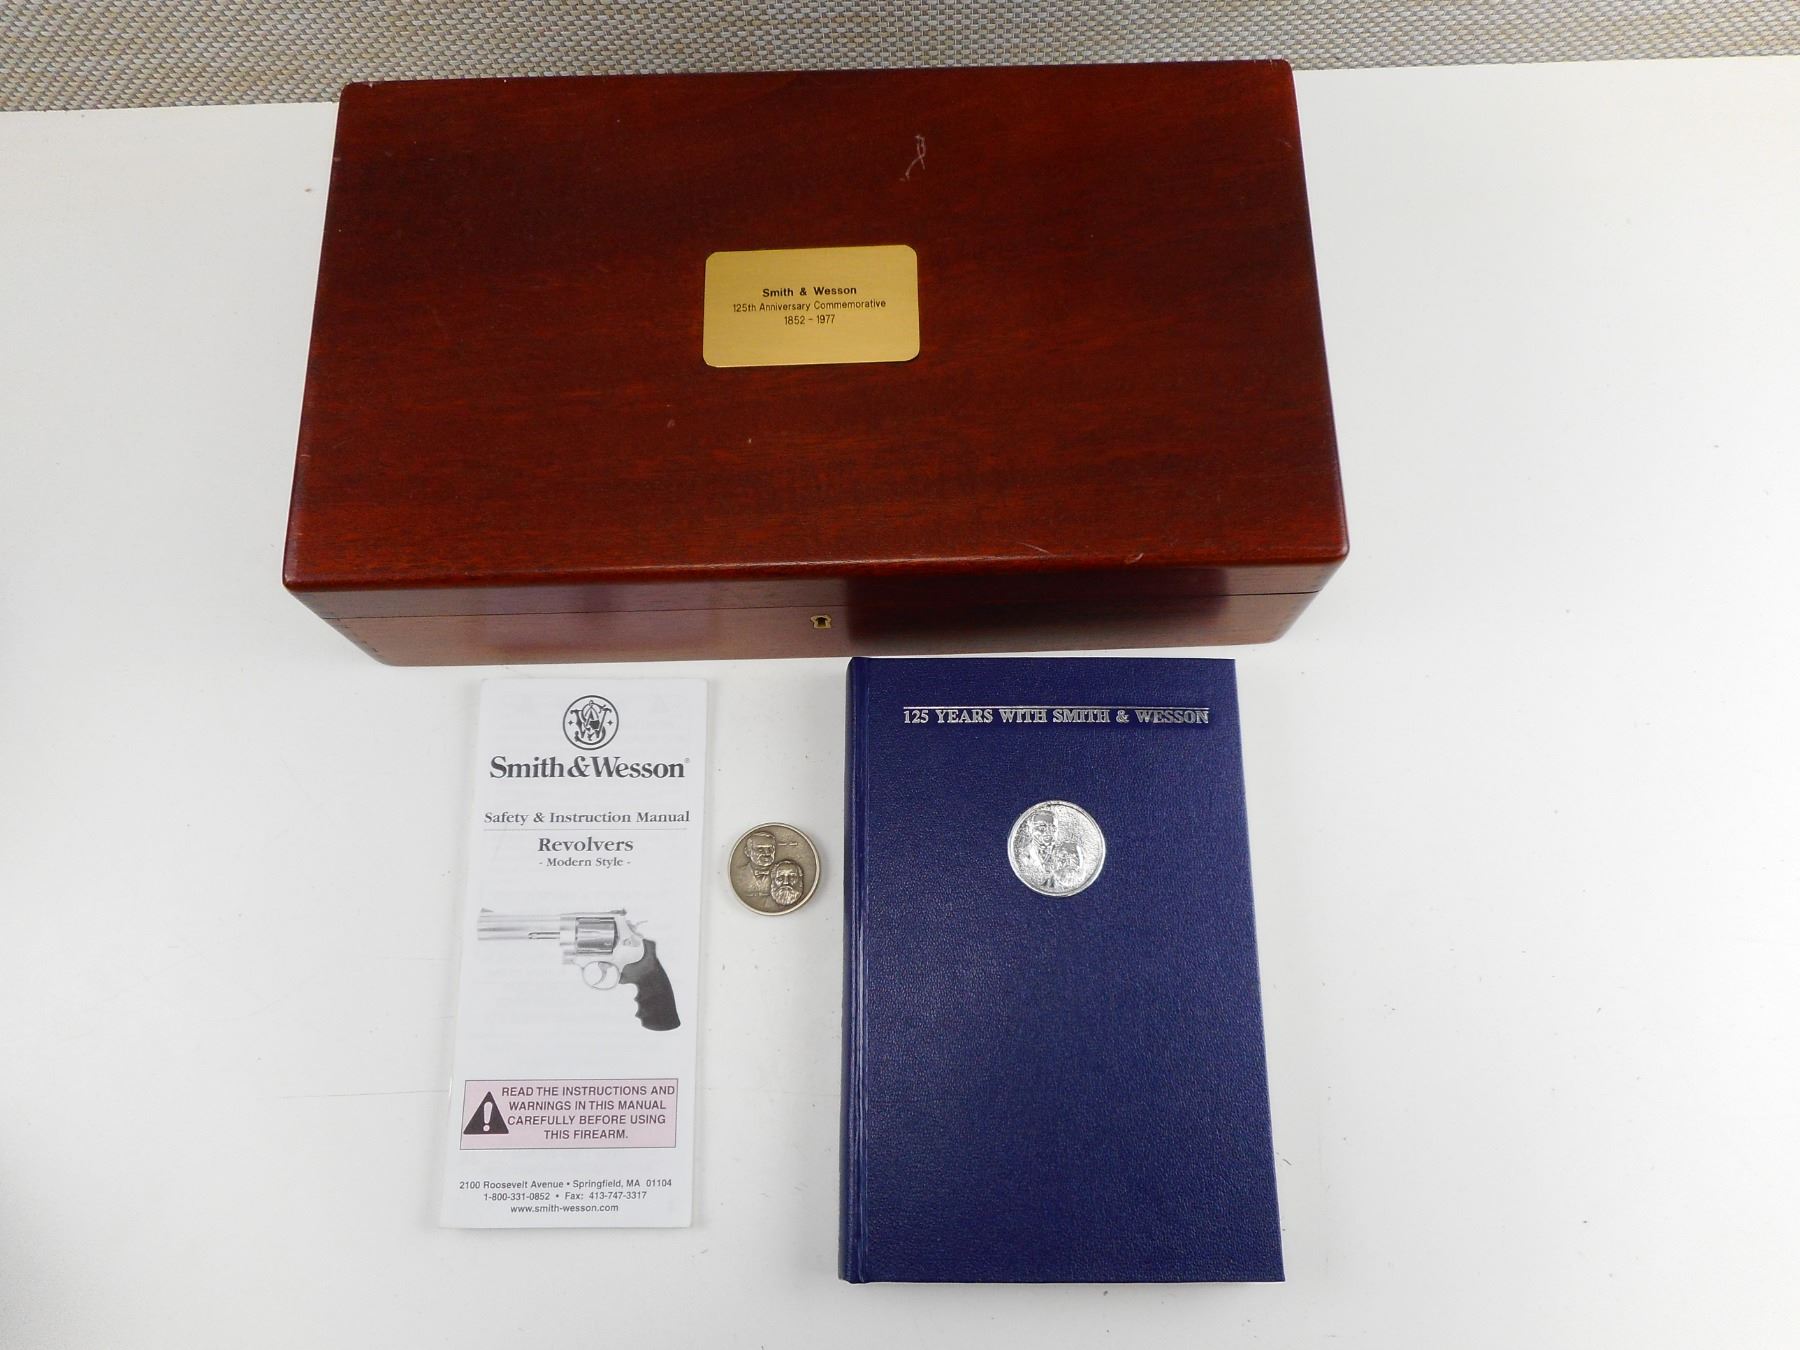 Smith & Wesson
125th Anniversary Commemorative
1852 - 1977
Smith & Wesson®
Safety & Instruction Manual
Revolvers
- Modern Style -
READ THE INSTRUCTIONS AND
WARNINGS IN THIS MANUAL
CAREFULLY BEFORE USING
THIS FIREARM.
2100 Roosevelt Avenue • Springfield, MA 01104
1-800-331-0852 • Fax: 413-747-3317
www.smith-wesson.com
125 YEARS WITH SMITH & WESSON